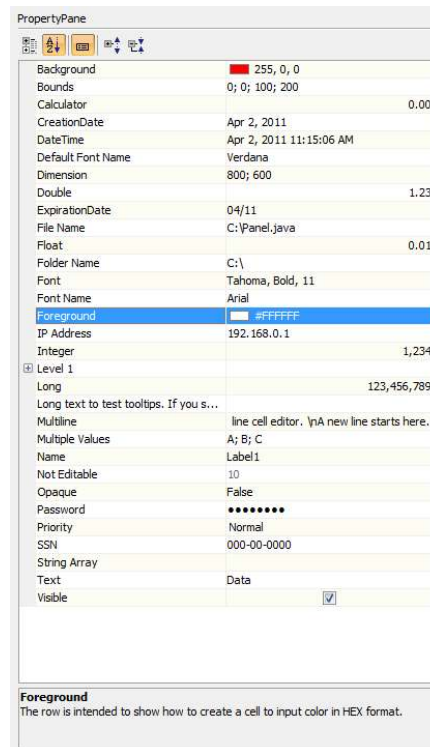 PropertyPane
Background 255, 0, 0
Bounds 0; 0; 100; 200
Calculator 0.00
CreationDate Apr 2, 2011
DateTime Apr 2, 2011 11:15:06 AM
Default Font Name Verdana
Dimension 800; 600
Double 1.23
ExpirationDate 04/11
File Name C:\Panel.java
Float 0.01
Folder Name C:\
Font Tahoma, Bold, 11
Font Name Arial
Foreground #FFFFFF
IP Address 192.168.0.1
Integer 1,234
Level 1
Long 123,456,789
Long text to test tooltips. If you s...
Multiline line cell editor. \nA new line starts here.
Multiple Values A; B; C
Name Label1
Not Editable 10
Opaque False
Password ●●●●●●●●
Priority Normal
SSN 000-00-0000
String Array
Text Data
Visible
Foreground
The row is intended to show how to create a cell to input color in HEX format.